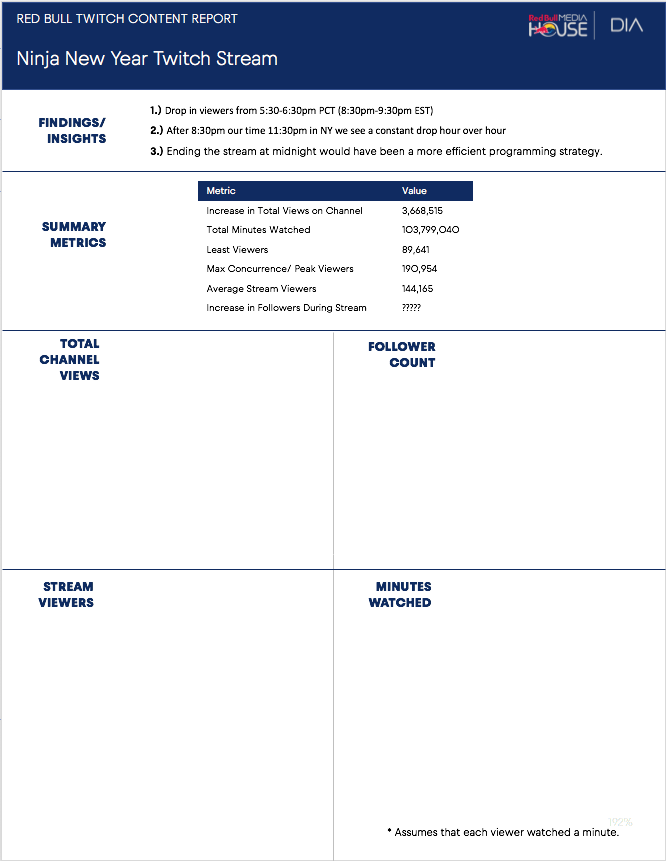 RED BULL TWITCH CONTENT REPORT
Red Bull MEDIA
HOUSE
DIA
Ninja New Year Twitch Stream
FINDINGS/
INSIGHTS
1.) Drop in viewers from 5:30-6:30pm PCT (8:30pm-9:30pm EST)
2.) After 8:30pm our time 11:30pm in NY we see a constant drop hour over hour
3.) Ending the stream at midnight would have been a more efficient programming strategy.
SUMMARY
METRICS
Metric Value
Increase in Total Views on Channel 3,668,515
Total Minutes Watched 103,799,040
Least Viewers 89,641
Max Concurrence/ Peak Viewers 190,954
Average Stream Viewers 144,165
Increase in Followers During Stream ?????
TOTAL
CHANNEL
VIEWS
FOLLOWER
COUNT
STREAM
VIEWERS
MINUTES
WATCHED
* Assumes that each viewer watched a minute.